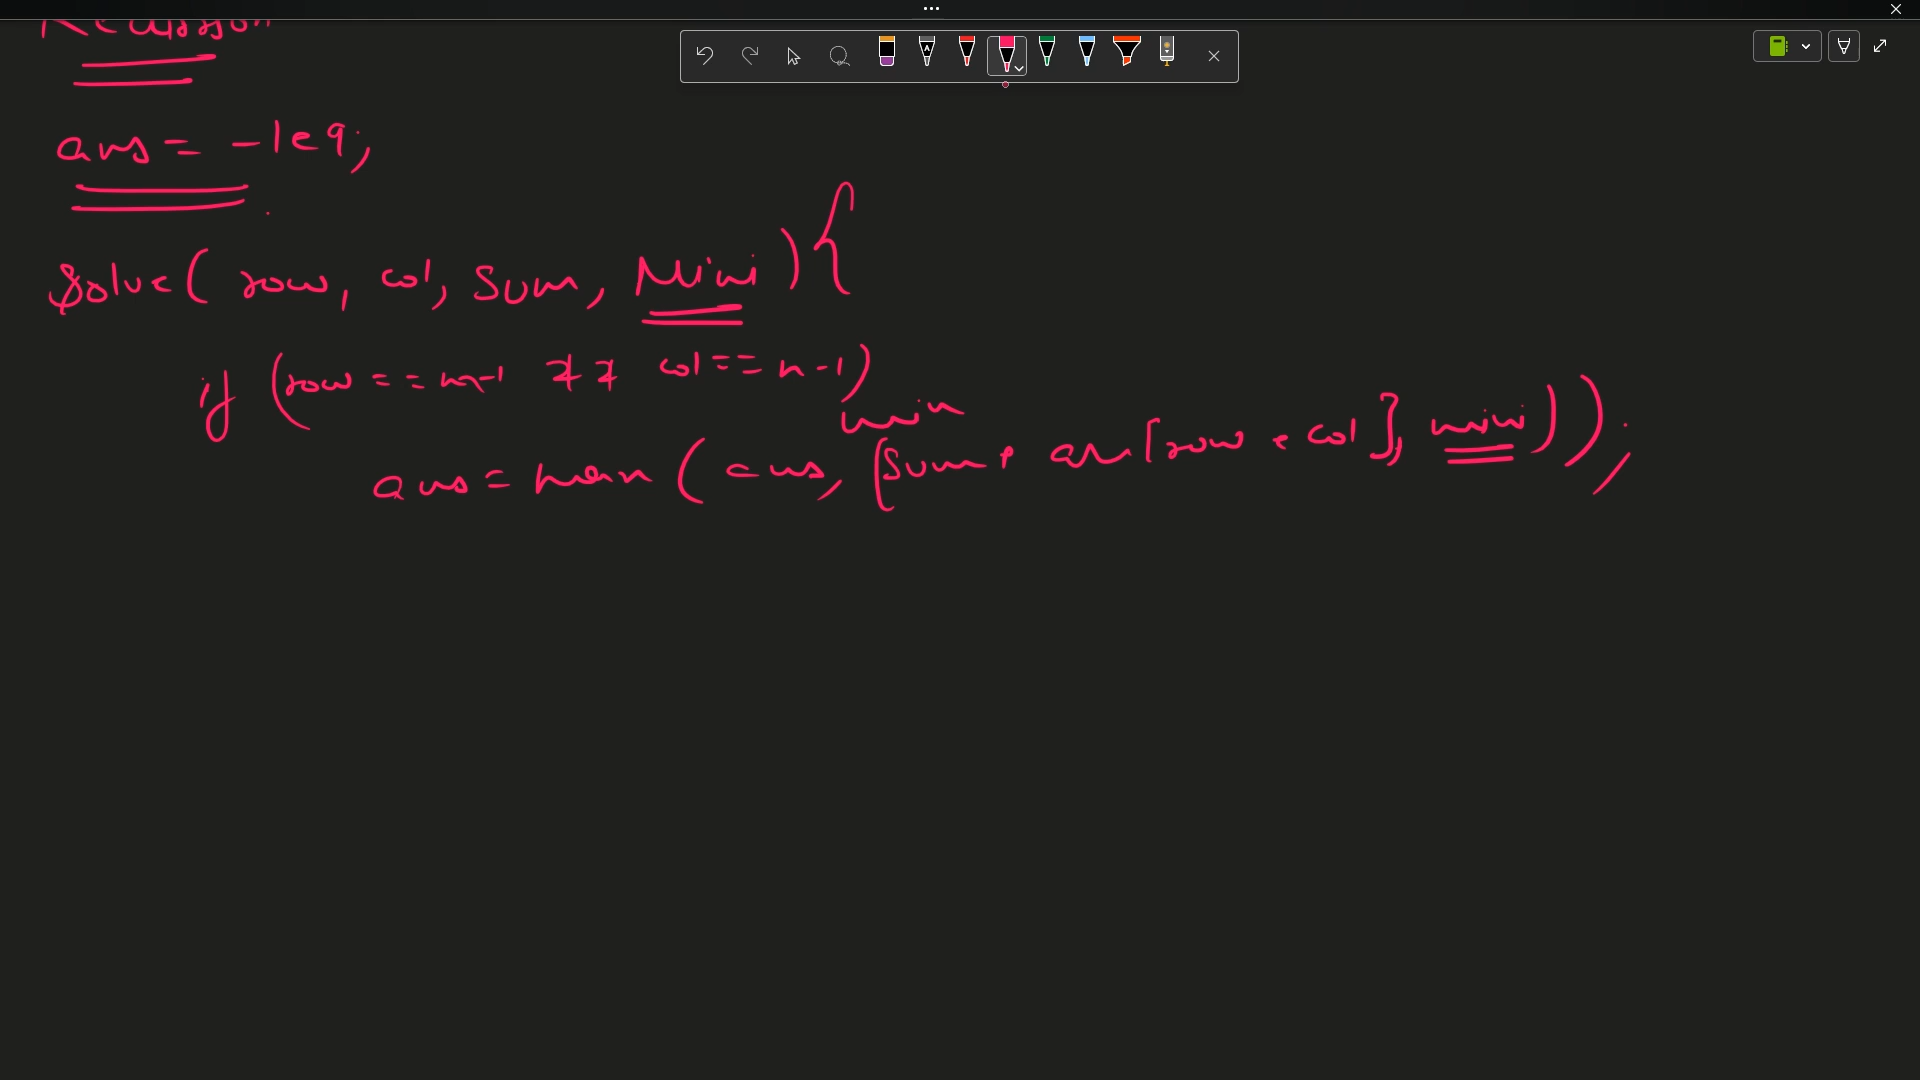 Recursion
ans = -1e9;
Solve( row, col, Sum, Mini ) {
if (row == m-1 && col == n-1)
ans = max ( ans, min (Sum + arr[row + col], mini ) ) ;